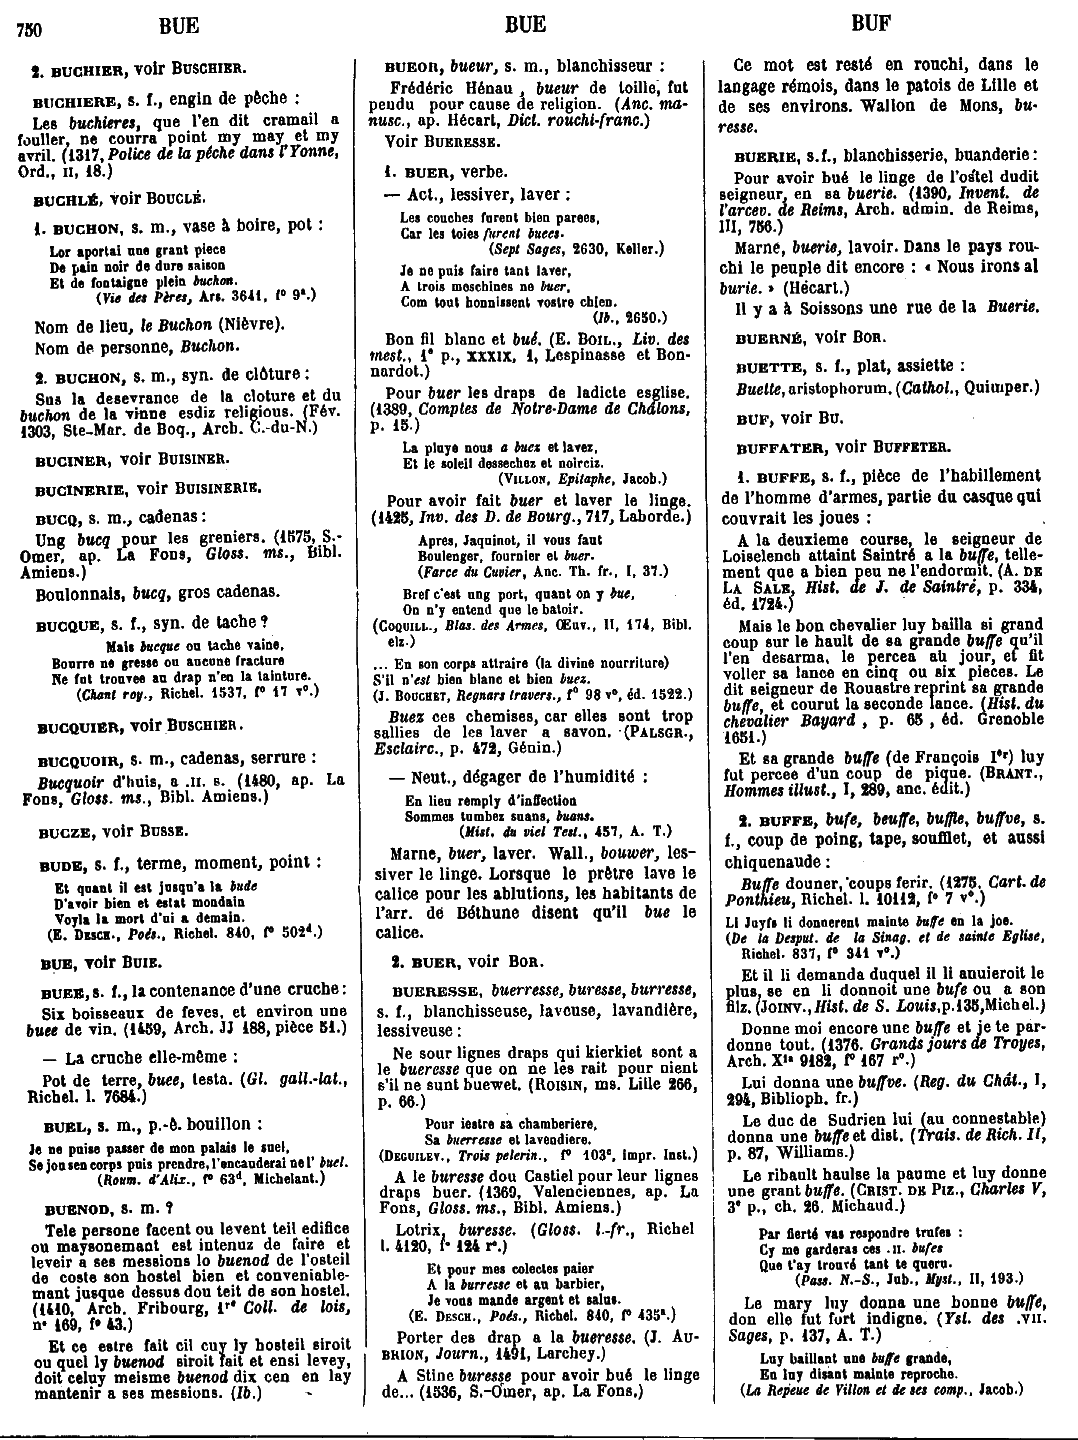 750
BUE
BUE
BUF
2. BUCHIER, voir BUSCHIER.
BUCHIERE, s. f., engin de pêche :
Les buchieres, que l'en dit cramail a
fouller, ne courra point my may et my
avril. (1317, Police de la pêche dans l'Yonne,
Ord., II, 18.)
BUCHLÉ, voir BOUCLÉ.
1. BUCHON, s. m., vase à boire, pot :
Lor aportai une grant piece
De pain noir de dure saison
Et de fontaigne plein buchon.
(Vie des Pères, Ars. 3641, f° 9ª.)
Nom de lieu, le Buchon (Nièvre).
Nom de personne, Buchon.
2. BUCHON, s. m., syn. de clôture :
Sus la desevrance de la cloture et du
buchon de la vinne esdiz religious. (Fév.
1303, Ste-Mar. de Boq., Arch. C.-du-N.)
BUCINER, voir BUISINER.
BUCINERIE, voir BUISINERIE.
BUCQ, s. m., cadenas :
Ung bucq pour les greniers. (1575, S.-
Omer, ap. La Fons, Gloss. ms., Bibl.
Amiens.)
Boulonnais, bucq, gros cadenas.
BUCQUE, s. f., syn. de tache ?
Mais bucque ou tache vaine,
Bourre ne gresse ou aucune fracture
Ne fut trouvee au drap n'en la tainture.
(Chant roy., Richel. 1537, f° 17 v°.)
BUCQUIER, voir BUSCHIER.
BUCQUOIR, s. m., cadenas, serrure :
Bucquoir d'huis, a .II. s. (1480, ap. La
Fons, Gloss. ms., Bibl. Amiens.)
BUCZE, voir BUSSE.
BUDE, s. f., terme, moment, point :
Et quant il est jusqu'a la bude
D'avoir bien et estat mondain
Voyla la mort d'ui a demain.
(E. DESCH., Poés., Richel. 840, f° 502ᵈ.)
BUE, voir BUIE.
BUEE, s. f., la contenance d'une cruche :
Six boisseaux de feves, et environ une
buee de vin. (1459, Arch. JJ 188, pièce 51.)
— La cruche elle-même :
Pot de terre, buee, testa. (Gl. gall.-lat.,
Richel. l. 7684.)
BUEL, s. m., p.-ê. bouillon :
Je ne puise passer de mon palais le suel,
Se jou sen corps puis prendre, l'encauderai ne l' buel.
(Roum. d'Alix., f° 63ᵈ, Michelant.)
BUENOD, s. m. ?
Tele persone facent ou levent teil edifice
ou maysonemant est intenuz de faire et
leveir a ses messions lo buenod de l'osteil
de coste son hostel bien et conveniable-
mant jusque dessus dou teit de son hostel.
(1410, Arch. Fribourg, 1ʳᵉ Coll. de lois,
n° 169, f° 43.)
Et ce estre fait cil cuy ly hosteil siroit
ou quel ly buenod siroit fait et ensi levey,
doit celuy meisme buenod dix cen en lay
mantenir a ses messions. (Ib.)
BUEOR, bueur, s. m., blanchisseur :
Frédéric Hénau, bueur de toille, fut
pendu pour cause de religion. (Anc. ma-
nusc., ap. Hécart, Dict. rouchi-franç.)
Voir BUERESSE.
1. BUER, verbe.
— Act., lessiver, laver :
Les couches furent bien parees,
Car les toies furent buees.
(Sept Sages, 2630, Keller.)
Je ne puis faire tant laver,
A trois meschines ne buer,
Com tout honnissent vostre chien.
(Ib., 2650.)
Bon fil blanc et bué. (E. BOIL., Liv. des
mest., 1ᵉ p., XXXIX, 1, Lespinasse et Bon-
nardot.)
Pour buer les draps de ladicte esglise.
(1389, Comptes de Notre-Dame de Châlons,
p. 15.)
La pluye nous a buez et lavez,
Et le soleil dessechez et noirciz.
(VILLON, Epitaphe, Jacob.)
Pour avoir fait buer et laver le linge.
(1425, Inv. des D. de Bourg., 717, Laborde.)
Apres, Jaquinot, il vous faut
Boulenger, fournier et buer.
(Farce du Cuvier, Anc. Th. fr., I, 37.)
Bref c'est ung port, quant on y bue,
On n'y entend que le batoir.
(COQUILL., Blas. des Armes, Œuv., II, 174, Bibl.
elz.)
... En son corps attraire (la divine nourriture)
S'il n'est bien blanc et bien buez.
(J. BOUCHET, Regnars travers., f° 98 v°, éd. 1522.)
Buez ces chemises, car elles sont trop
sallies de les laver a savon. (PALSGR.,
Esclairc., p. 472, Génin.)
— Neut., dégager de l'humidité :
En lieu remply d'infection
Sommes tumbez suans, buans.
(Mist. du viel Test., 457, A. T.)
Marne, buer, laver. Wall., bouwer, les-
siver le linge. Lorsque le prêtre lave le
calice pour les ablutions, les habitants de
l'arr. de Béthune disent qu'il bue le
calice.
2. BUER, voir BOR.
BUERESSE, buerresse, buresse, burresse,
s. f., blanchisseuse, laveuse, lavandière,
lessiveuse :
Ne sour lignes draps qui kierkiet sont a
le bueresse que on ne les rait pour nient
s'il ne sunt buewet. (ROISIN, ms. Lille 266,
p. 66.)
Pour iestre sa chamberiere,
Sa buerresse et lavendiere.
(DEGUILEV., Trois pelerin., f° 103ᶜ, impr. Inst.)
A le buresse dou Castiel pour leur lignes
draps buer. (1369, Valenciennes, ap. La
Fons, Gloss. ms., Bibl. Amiens.)
Lotrix, buresse. (Gloss. l.-fr., Richel
l. 4120, f° 124 r°.)
Et pour mes colectes paier
A la burresse et au barbier,
Je vous mande argent et salus.
(E. DESCH., Poés., Richel. 840, f° 435ª.)
Porter des drap a la bueresse. (J. AU-
BRION, Journ., 1491, Larchey.)
A Stine buresse pour avoir bué le linge
de... (1536, S.-Omer, ap. La Fons.)
Ce mot est resté en rouchi, dans le
langage rémois, dans le patois de Lille et
de ses environs. Wallon de Mons, bu-
resse.
BUERIE, s. f., blanchisserie, buanderie :
Pour avoir bué le linge de l'ostel dudit
seigneur, en sa buerie. (1390, Invent. de
l'arcev. de Reims, Arch. admin. de Reims,
III, 756.)
Marne, buerie, lavoir. Dans le pays rou-
chi le peuple dit encore : « Nous irons al
burie. » (Hécart.)
Il y a à Soissons une rue de la Buerie.
BUERNÉ, voir BOR.
BUETTE, s. f., plat, assiette :
Buette, aristophorum. (Cathol., Quimper.)
BUF, voir BU.
BUFFATER, voir BUFFETER.
1. BUFFE, s. f., pièce de l'habillement
de l'homme d'armes, partie du casque qui
couvrait les joues :
A la deuxieme course, le seigneur de
Loiselench attaint Saintré a la buffe, telle-
ment que a bien peu ne l'endormit. (A. DE
LA SALE, Hist. de J. de Saintré, p. 334,
éd. 1724.)
Mais le bon chevalier luy bailla si grand
coup sur le hault de sa grande buffe qu'il
l'en desarma, le percea au jour, et fit
voller sa lance en cinq ou six pieces. Le
dit seigneur de Rouastre reprint sa grande
buffe, et courut la seconde lance. (Hist. du
chevalier Bayard, p. 65, éd. Grenoble
1651.)
Et sa grande buffe (de François Iᵉʳ) luy
fut percee d'un coup de pique. (BRANT.,
Hommes illust., I, 289, anc. édit.)
2. BUFFE, bufe, beuffe, buffle, buffve, s.
f., coup de poing, tape, soufflet, et aussi
chiquenaude :
Buffe douner, coups ferir. (1275, Cart. de
Ponthieu, Richel. l. 10112, f° 7 v°.)
Li Juyfs li donnerent mainte buffe en la joe.
(De la Desput. de la Sinag. et de sainte Eglise,
Richel. 837, f° 341 v°.)
Et il li demanda duquel il li anuieroit le
plus, se en li donnoit une bufe ou a son
filz. (JOINV., Hist. de S. Louis, p. 135, Michel.)
Donne moi encore une buffe et je te par-
donne tout. (1376, Grands jours de Troyes,
Arch. X¹ᵃ 9182, f° 167 r°.)
Lui donna une buffve. (Reg. du Chât., I,
294, Biblioph. fr.)
Le duc de Sudrien lui (au connestable)
donna une buffe et dist. (Trais. de Rich. II,
p. 87, Williams.)
Le ribault haulse la paume et luy donne
une grant buffe. (CRIST. DE PIZ., Charles V,
3ᵉ p., ch. 26, Michaud.)
Par fierté vas respondre trufes :
Cy me garderas ces .II. bufes
Que t'ay trouvé tant te queru.
(Pass. N.-S., Jub., Myst., II, 193.)
Le mary luy donna une bonne buffe,
don elle fut fort indigne. (Yst. des .VII.
Sages, p. 137, A. T.)
Luy baillant une buffe grande,
En luy disant mainte reproche.
(La Repeue de Villon et de ses comp., Jacob.)